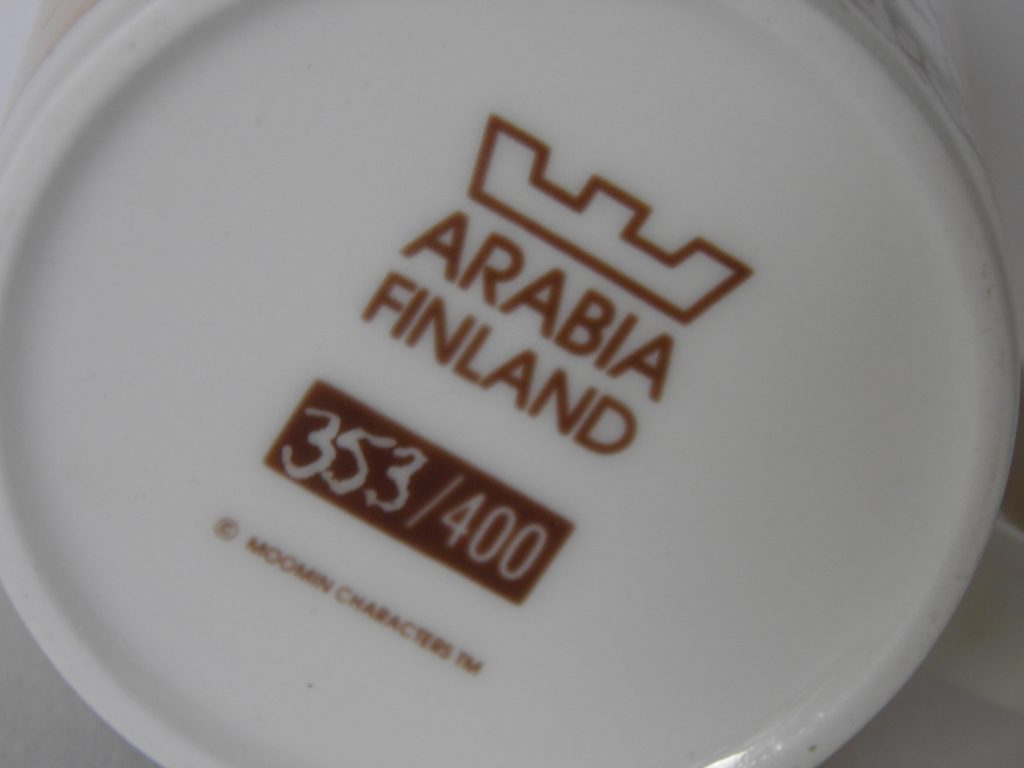 ARABIA
FINLAND
353/400
© MOOMIN CHARACTERS TM